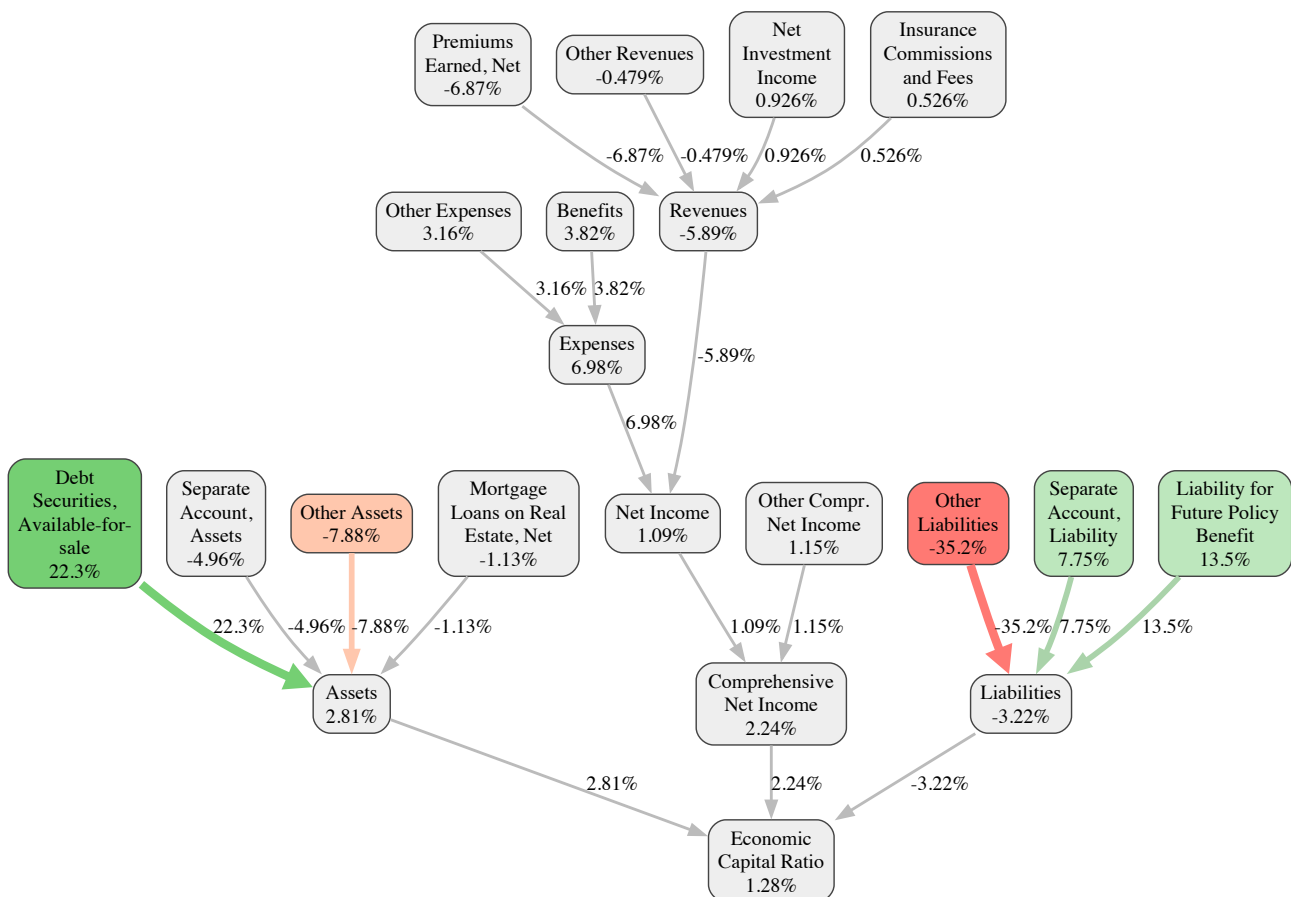 Premiums
Earned, Net
-6.87%
Other Revenues
-0.479%
Net
Investment
Income
0.926%
Insurance
Commissions
and Fees
0.526%
-6.87%
-0.479%
0.926%
0.526%
Other Expenses
3.16%
Benefits
3.82%
Revenues
-5.89%
3.16%
3.82%
Expenses
6.98%
-5.89%
6.98%
Debt
Securities,
Available-for-
sale
22.3%
Separate
Account,
Assets
-4.96%
Other Assets
-7.88%
Mortgage
Loans on Real
Estate, Net
-1.13%
Net Income
1.09%
Other Compr.
Net Income
1.15%
Other
Liabilities
-35.2%
Separate
Account,
Liability
7.75%
Liability for
Future Policy
Benefit
13.5%
22.3%
-4.96%
-7.88%
-1.13%
1.09%
1.15%
-35.2%
7.75%
13.5%
Assets
2.81%
Comprehensive
Net Income
2.24%
Liabilities
-3.22%
2.81%
2.24%
-3.22%
Economic
Capital Ratio
1.28%